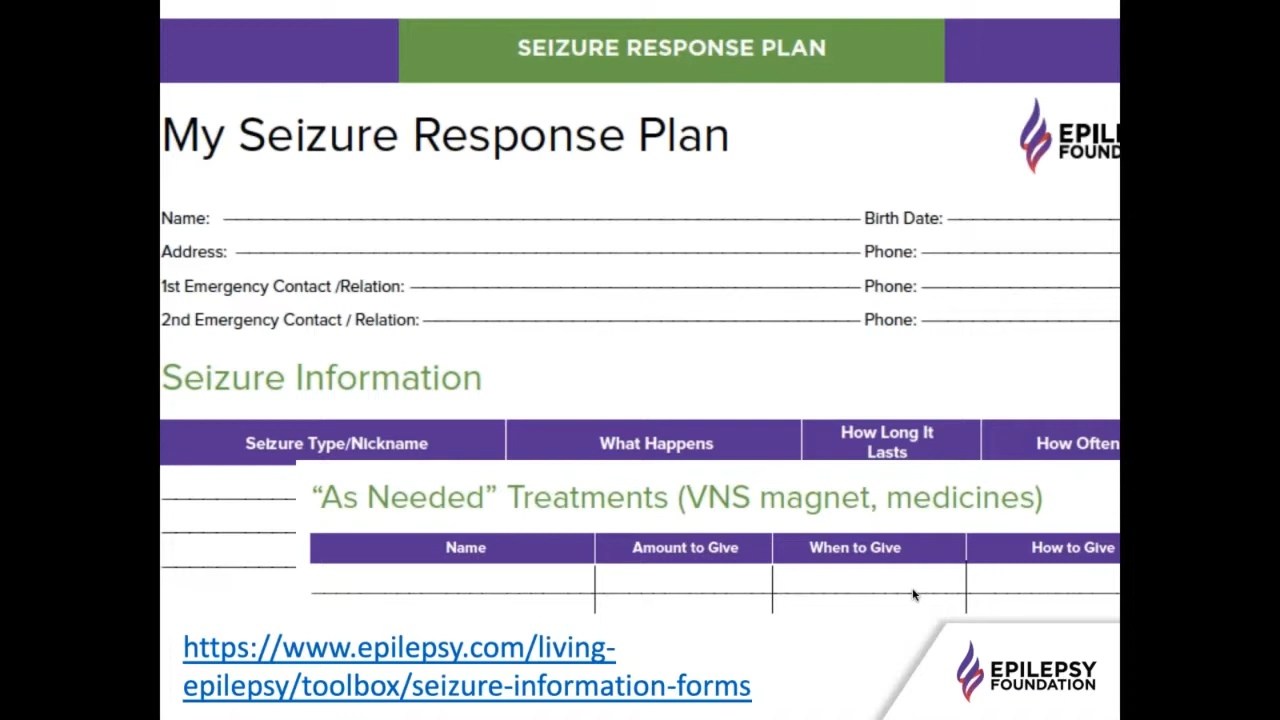 SEIZURE RESPONSE PLAN
My Seizure Response Plan
EPIL
FOUND
Name: Birth Date:
Address: Phone:
1st Emergency Contact /Relation: Phone:
2nd Emergency Contact / Relation: Phone:
Seizure Information
Seizure Type/Nickname What Happens How Long It Lasts How Often
“As Needed” Treatments (VNS magnet, medicines)
Name Amount to Give When to Give How to Give
https://www.epilepsy.com/living-
epilepsy/toolbox/seizure-information-forms
EPILEPSY
FOUNDATION